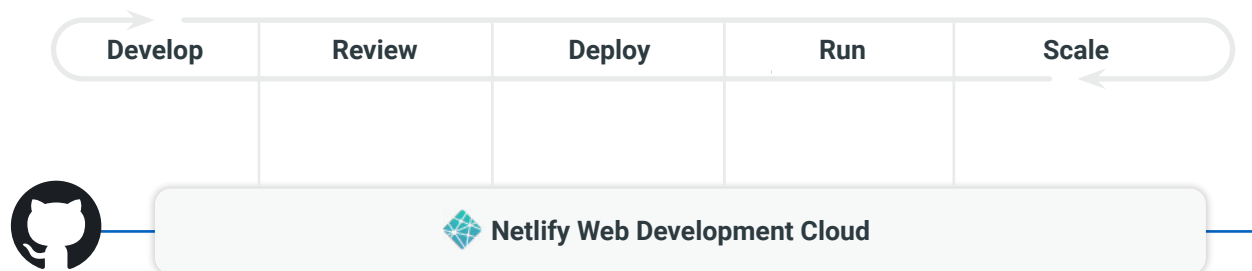 Develop
Review
Deploy
Run
Scale
Netlify Web Development Cloud